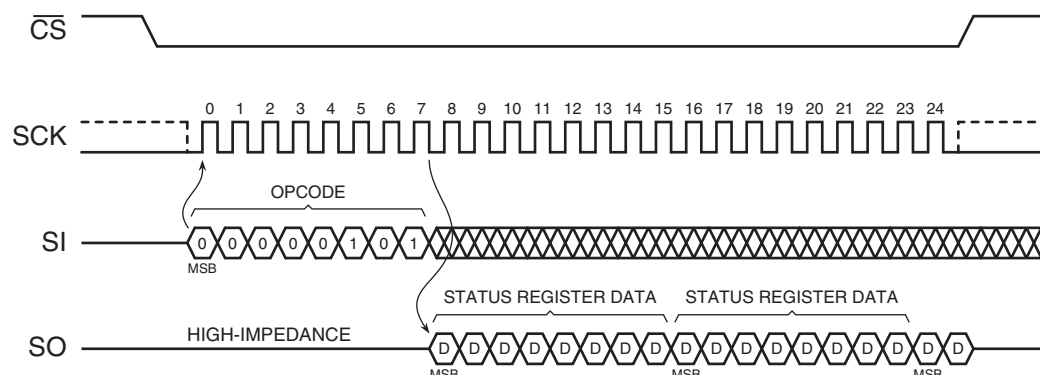 CS
SCK
0 1 2 3 4 5 6 7 8 9 10 11 12 13 14 15 16 17 18 19 20 21 22 23 24
OPCODE
SI
0 0 0 0 0 1 0 1
MSB
STATUS REGISTER DATA STATUS REGISTER DATA
HIGH-IMPEDANCE
SO
D D D D D D D D D D D D D D D D D D
MSB MSB MSB